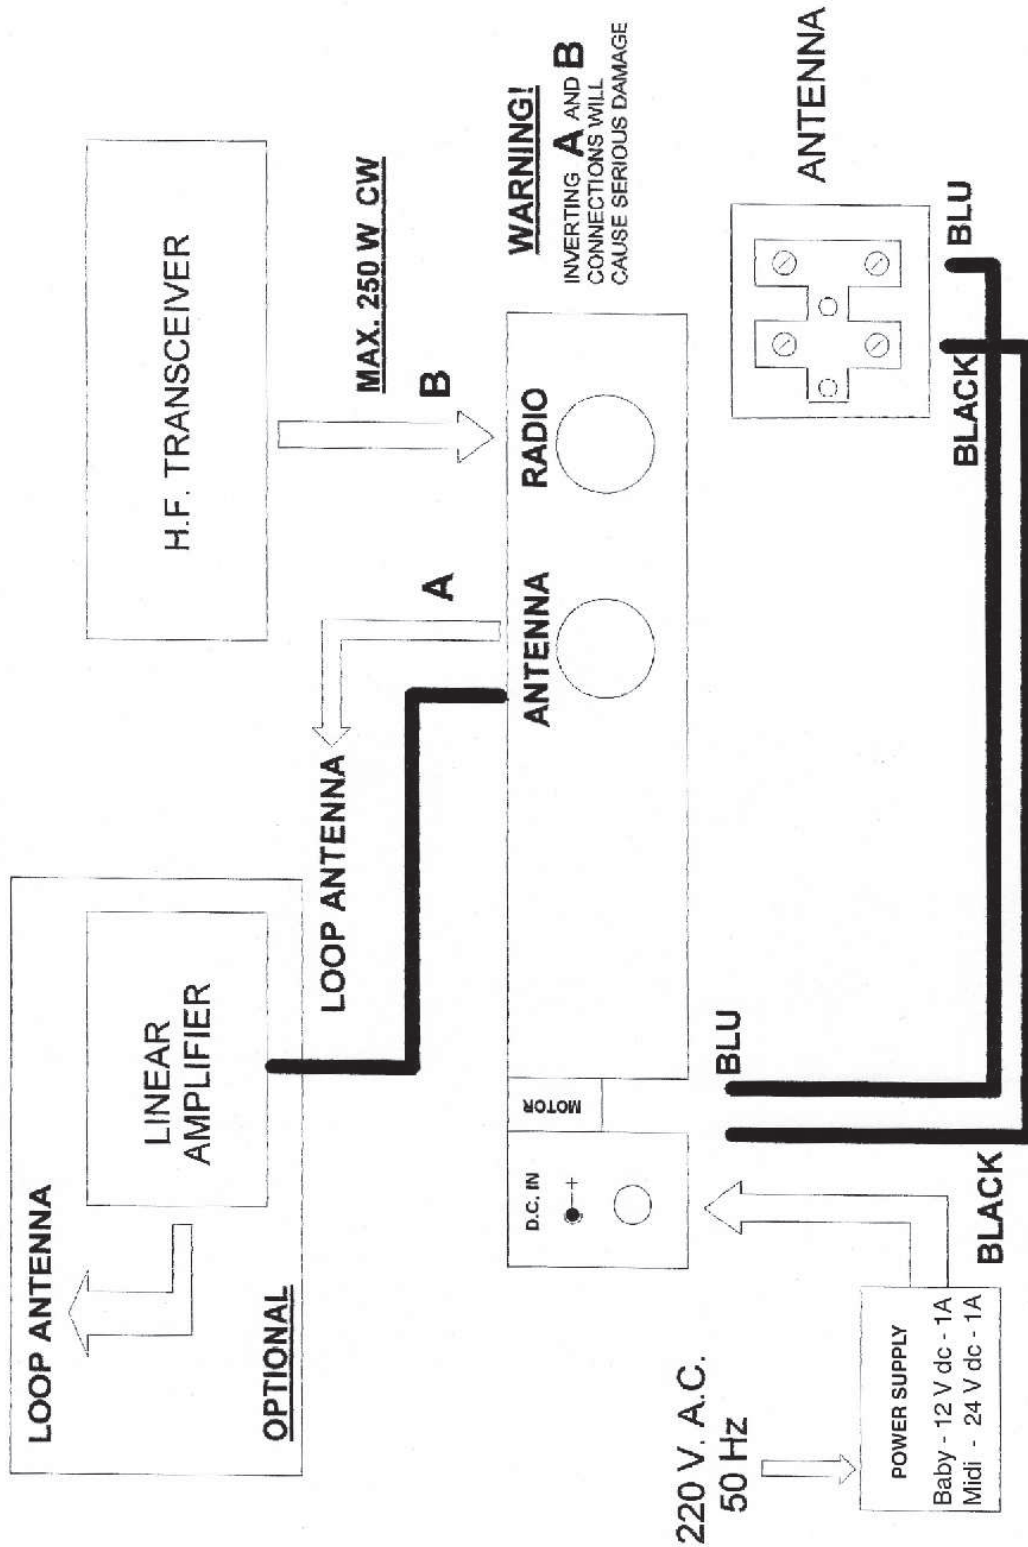 LOOP ANTENNA
LINEAR
AMPLIFIER
OPTIONAL
H.F. TRANSCEIVER
LOOP ANTENNA
MAX. 250 W CW
A
B
WARNING!
INVERTING A AND B
CONNECTIONS WILL
CAUSE SERIOUS DAMAGE
D.C. IN
+
MOTOR
ANTENNA
RADIO
220 V. A.C.
50 Hz
POWER SUPPLY
Baby - 12 V dc - 1A
Midi - 24 V dc - 1A
BLACK
BLU
ANTENNA
BLACK
BLU